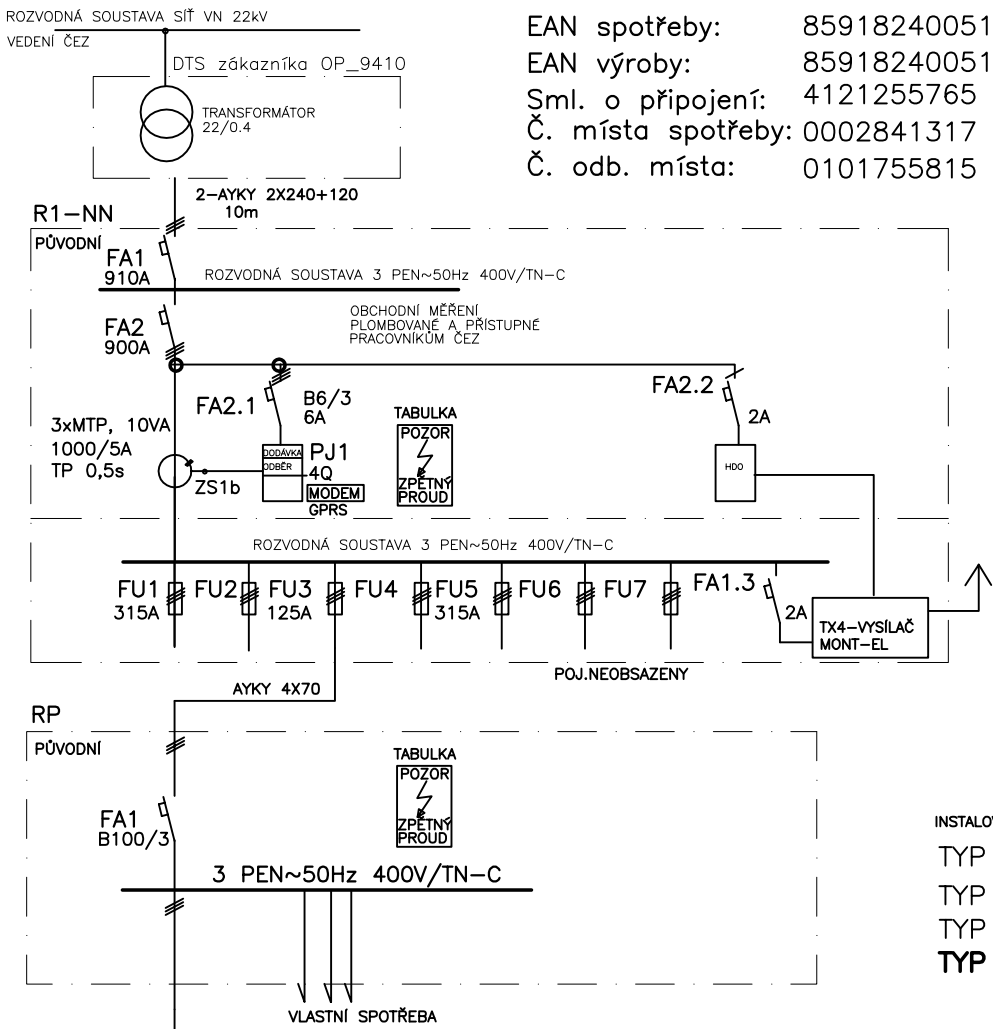 ROZVODNÁ SOUSTAVA SÍŤ VN 22kV
VEDENÍ ČEZ
EAN spotřeby: 85918240051
EAN výroby: 85918240051
Sml. o připojení: 4121255765
Č. místa spotřeby: 0002841317
Č. odb. místa: 0101755815
DTS zákazníka OP_9410
TRANSFORMÁTOR
22/0.4
2-AYKY 2X240+120
10m
R1-NN
PŮVODNÍ
FA1
910A
ROZVODNÁ SOUSTAVA 3 PEN~50Hz 400V/TN-C
FA2
900A
OBCHODNÍ MĚŘENÍ
PLOMBOVANÉ A PŘÍSTUPNÉ
PRACOVNÍKŮM ČEZ
FA2.1
B6/3
6A
FA2.2
2A
3xMTP, 10VA
1000/5A
TP 0,5s
ZS1b
DODÁVKA
ODBĚR
PJ1
4Q
MODEM
GPRS
TABULKA
POZOR
ZPĚTNÝ
PROUD
HDO
ROZVODNÁ SOUSTAVA 3 PEN~50Hz 400V/TN-C
FU1
315A
FU2
FU3
125A
FU4
FU5
315A
FU6
FU7
FA1.3
2A
TX4-VYSÍLAČ
MONT-EL
POJ.NEOBSAZENY
AYKY 4X70
RP
PŮVODNÍ
TABULKA
POZOR
ZPĚTNÝ
PROUD
FA1
B100/3
3 PEN~50Hz 400V/TN-C
VLASTNÍ SPOTŘEBA
INSTALOV
TYP
TYP
TYP
TYP